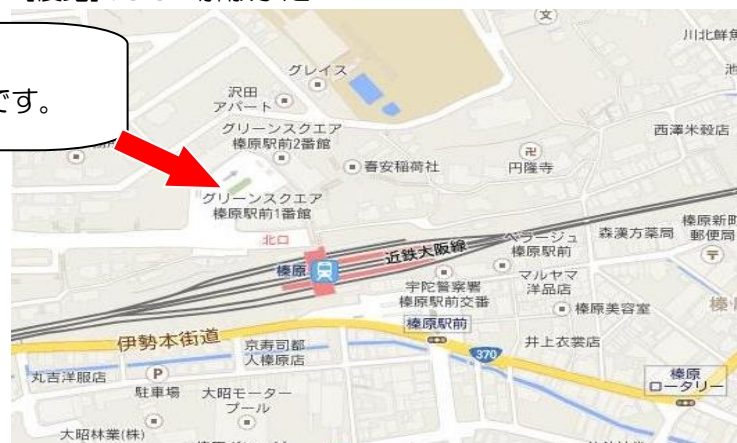 です。
文
川北鮮魚
池
グレイス
沢田
アパート
グリーンスクエア
榛原駅前2番館
西澤米穀店
春安稲荷社
卍
円隆寺
グリーンスクエア
榛原駅前1番館
北口
榛原
近鉄大阪線
ベラージュ
榛原駅前
森漢方薬局
榛原新町
郵便局
マルヤマ
洋品店
宇陀警察署
榛原駅前交番
榛原美容室
榛原駅前
伊勢本街道
京寿司都
入榛原店
井上衣裳店
370
榛原
ロータリー
丸吉洋服店
P
駐車場
大昭モーター
プール
大昭林業(株)